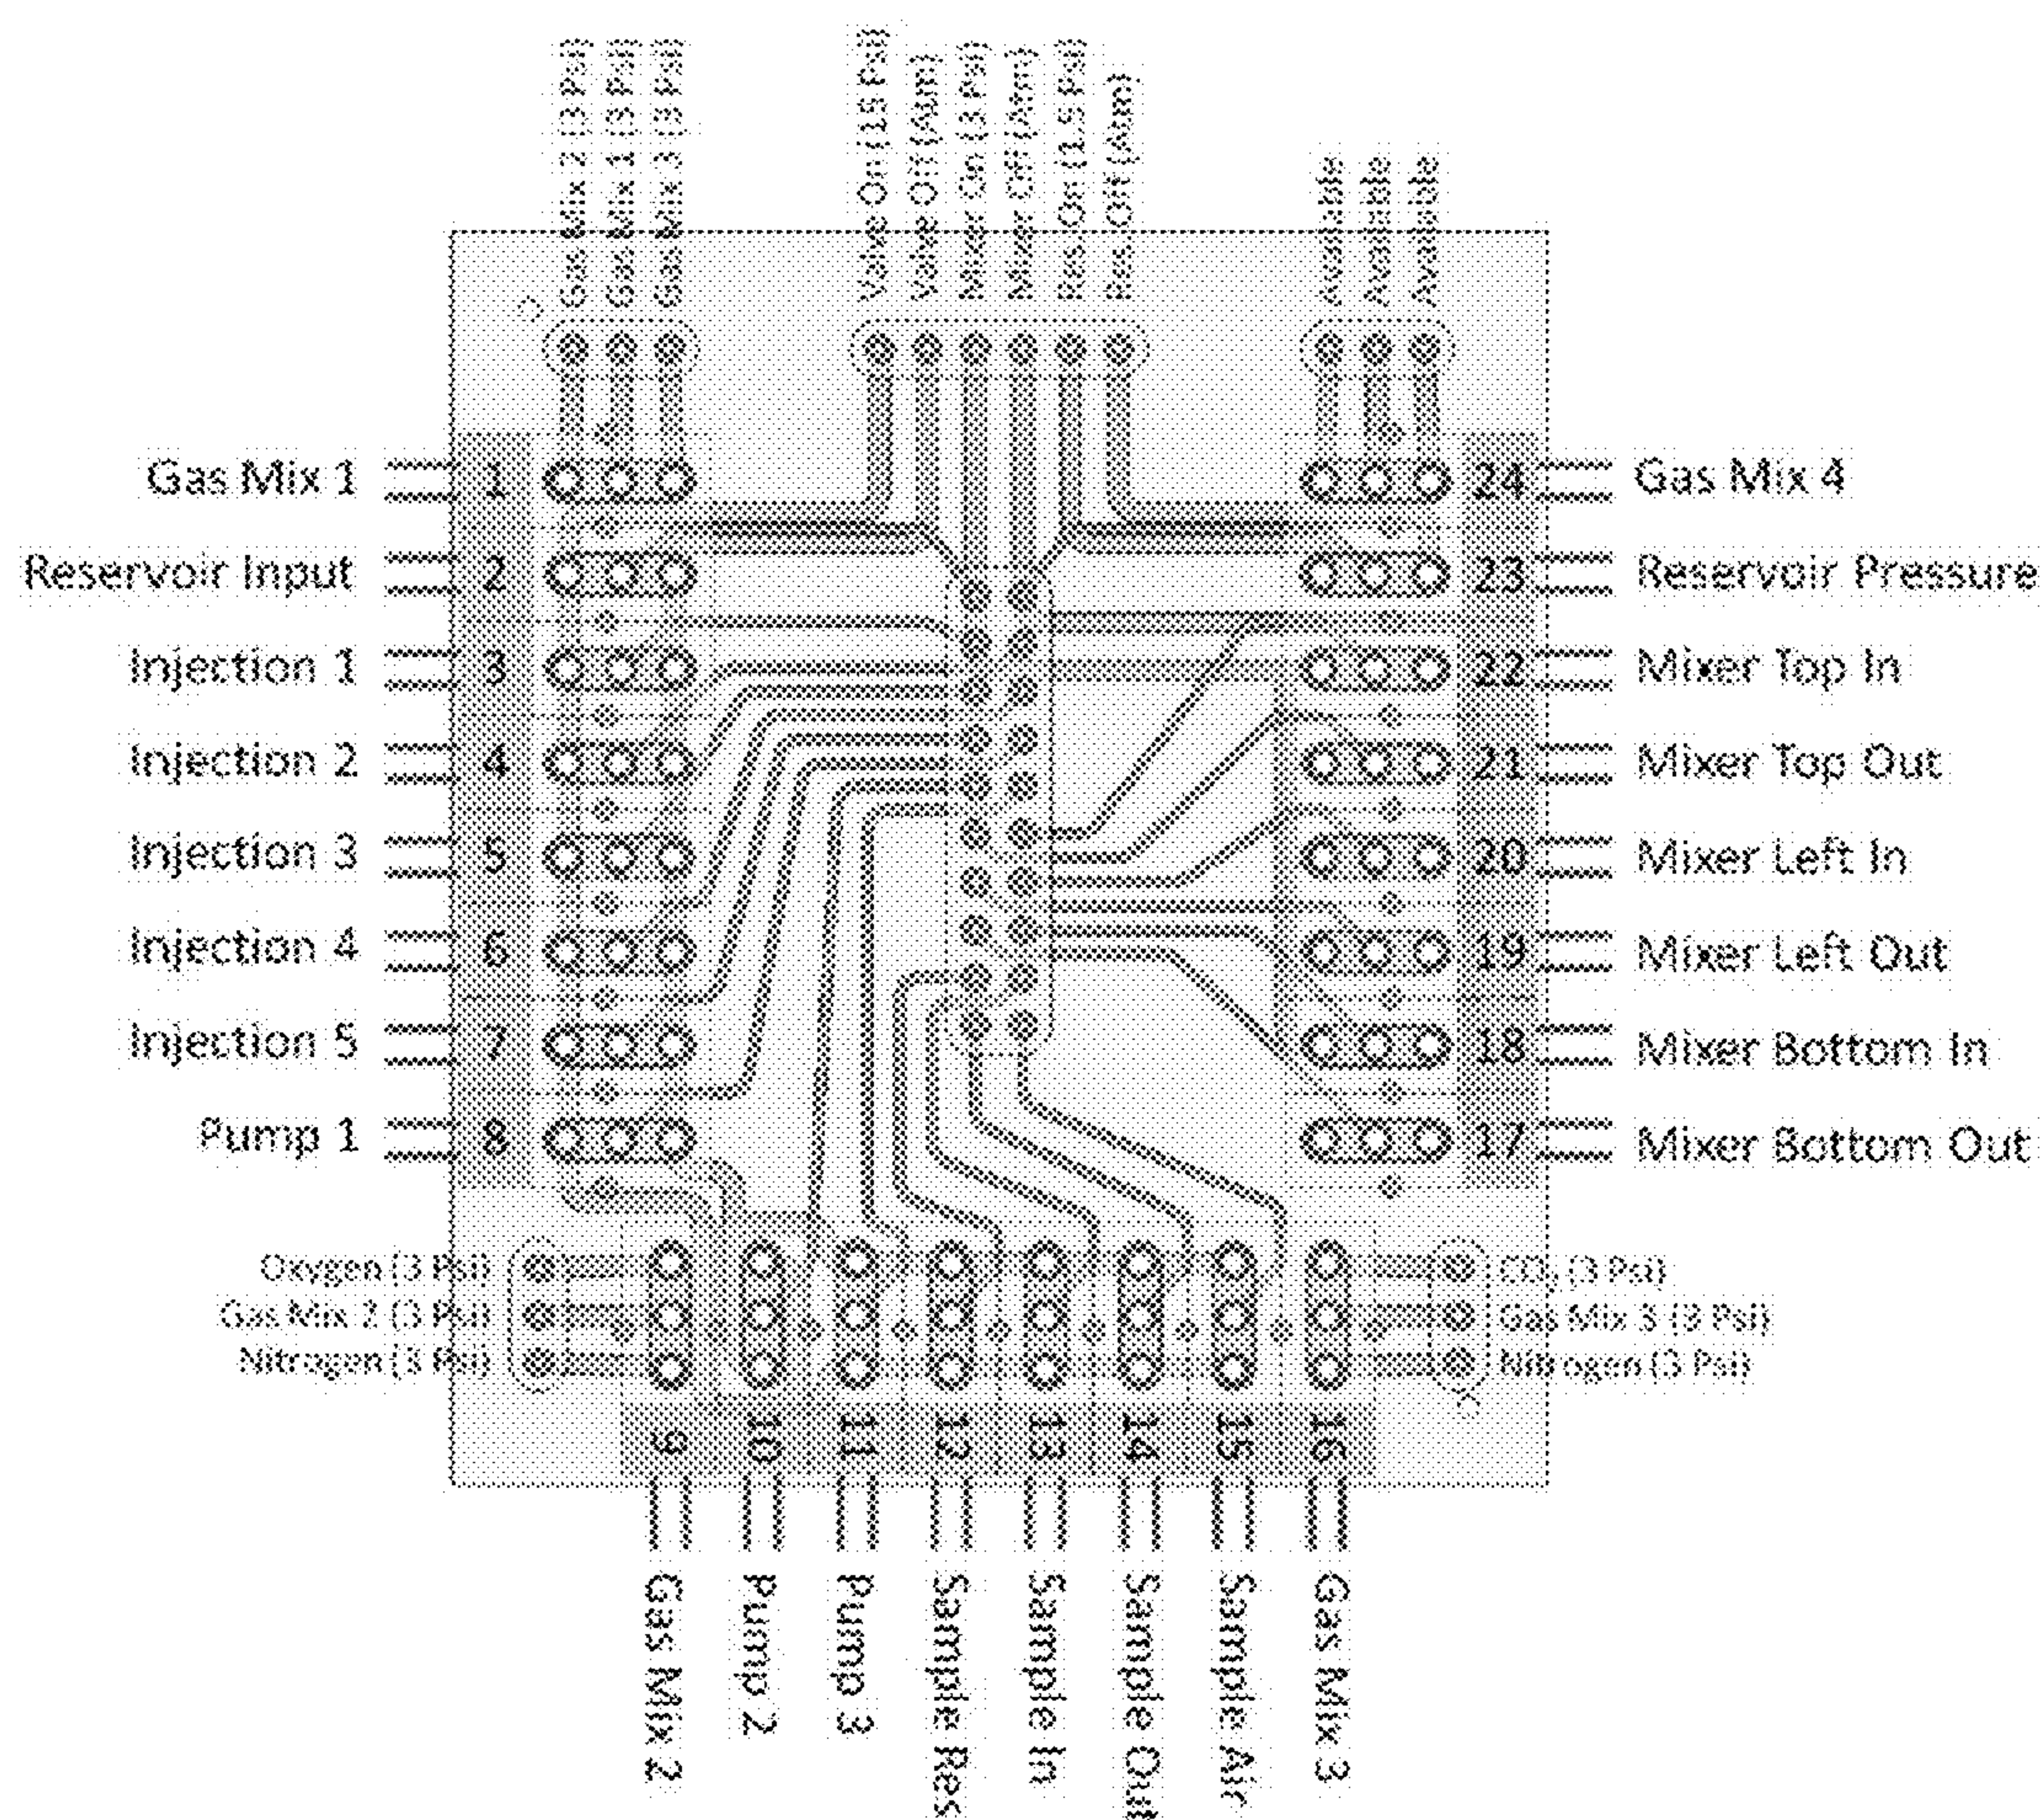 Gas Mix 2 (3 Psi)
Gas Mix 1 (3 Psi)
Gas Mix 3 (3 Psi)
Valve On (15 Psi)
Valve Off (Atm)
Mixer On (3 Psi)
Mixer Off (Atm)
Res On (1.5 Psi)
Res Off (Atm)
Available
Available
Available
Gas Mix 1
1
24
Gas Mix 4
Reservoir Input
2
23
Reservoir Pressure
Injection 1
3
22
Mixer Top In
Injection 2
4
21
Mixer Top Out
Injection 3
5
20
Mixer Left In
Injection 4
6
19
Mixer Left Out
Injection 5
7
18
Mixer Bottom In
Pump 1
8
17
Mixer Bottom Out
Oxygen (3 Psi)
Gas Mix 2 (3 Psi)
Nitrogen (3 Psi)
CO₂ (3 Psi)
Gas Mix 3 (3 Psi)
Nitrogen (3 Psi)
9
10
11
12
13
14
15
16
Gas Mix 2
Pump 2
Pump 3
Sample Res
Sample In
Sample Out
Sample Air
Gas Mix 3